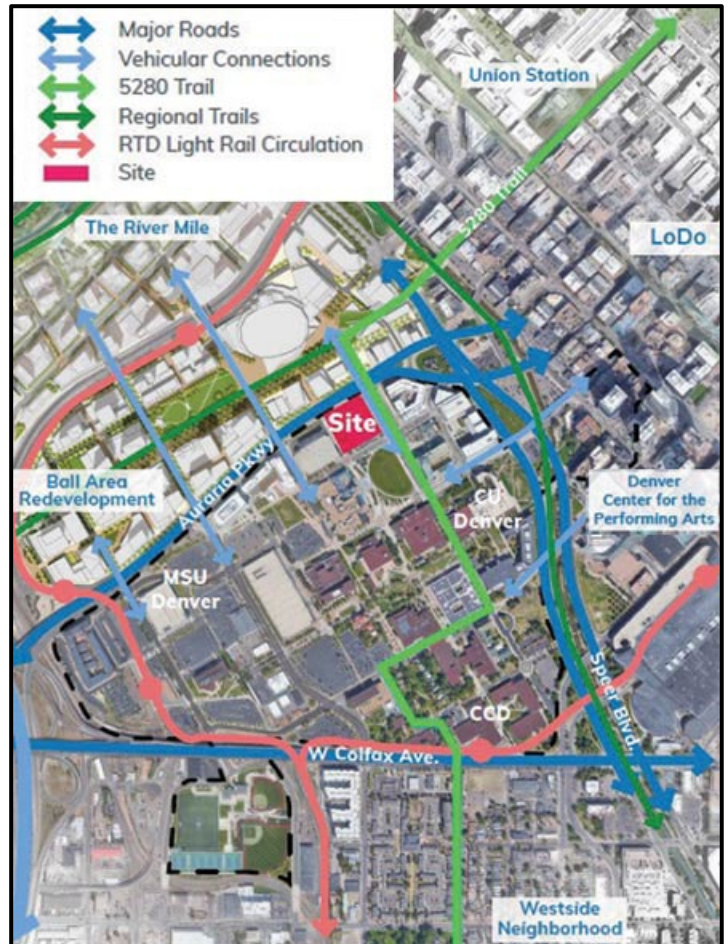 Major Roads
Vehicular Connections
5280 Trail
Regional Trails
RTD Light Rail Circulation
Site
Union Station
5280 Trail
The River Mile
LoDo
Site
Auraria Pkwy
Ball Area
Redevelopment
CU
Denver
Denver
Center for the
Performing Arts
MSU
Denver
Speer Blvd.
CCD
W Colfax Ave.
Westside
Neighborhood